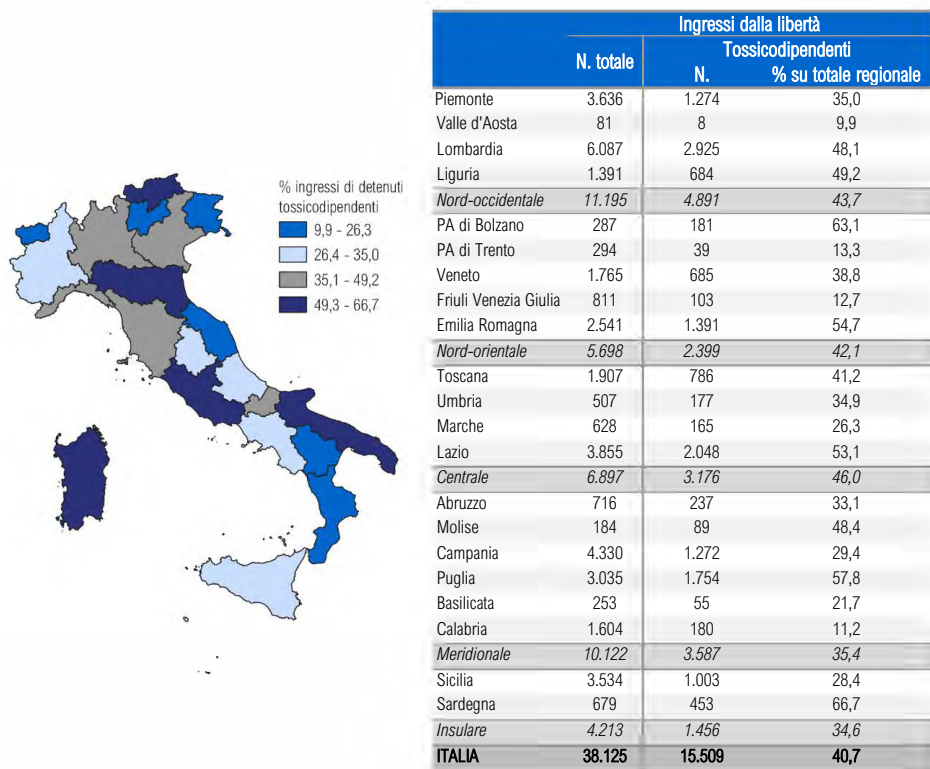 % ingressi di detenuti
tossicodipendenti
9,9 - 26,3
26,4 - 35,0
35,1 - 49,2
49,3 - 66,7
Ingressi dalla libertà
N. totale Tossicodipendenti
N. % su totale regionale
Piemonte 3.636 1.274 35,0
Valle d'Aosta 81 8 9,9
Lombardia 6.087 2.925 48,1
Liguria 1.391 684 49,2
Nord-occidentale 11.195 4.891 43,7
PA di Bolzano 287 181 63,1
PA di Trento 294 39 13,3
Veneto 1.765 685 38,8
Friuli Venezia Giulia 811 103 12,7
Emilia Romagna 2.541 1.391 54,7
Nord-orientale 5.698 2.399 42,1
Toscana 1.907 786 41,2
Umbria 507 177 34,9
Marche 628 165 26,3
Lazio 3.855 2.048 53,1
Centrale 6.897 3.176 46,0
Abruzzo 716 237 33,1
Molise 184 89 48,4
Campania 4.330 1.272 29,4
Puglia 3.035 1.754 57,8
Basilicata 253 55 21,7
Calabria 1.604 180 11,2
Meridionale 10.122 3.587 35,4
Sicilia 3.534 1.003 28,4
Sardegna 679 453 66,7
Insulare 4.213 1.456 34,6
ITALIA 38.125 15.509 40,7